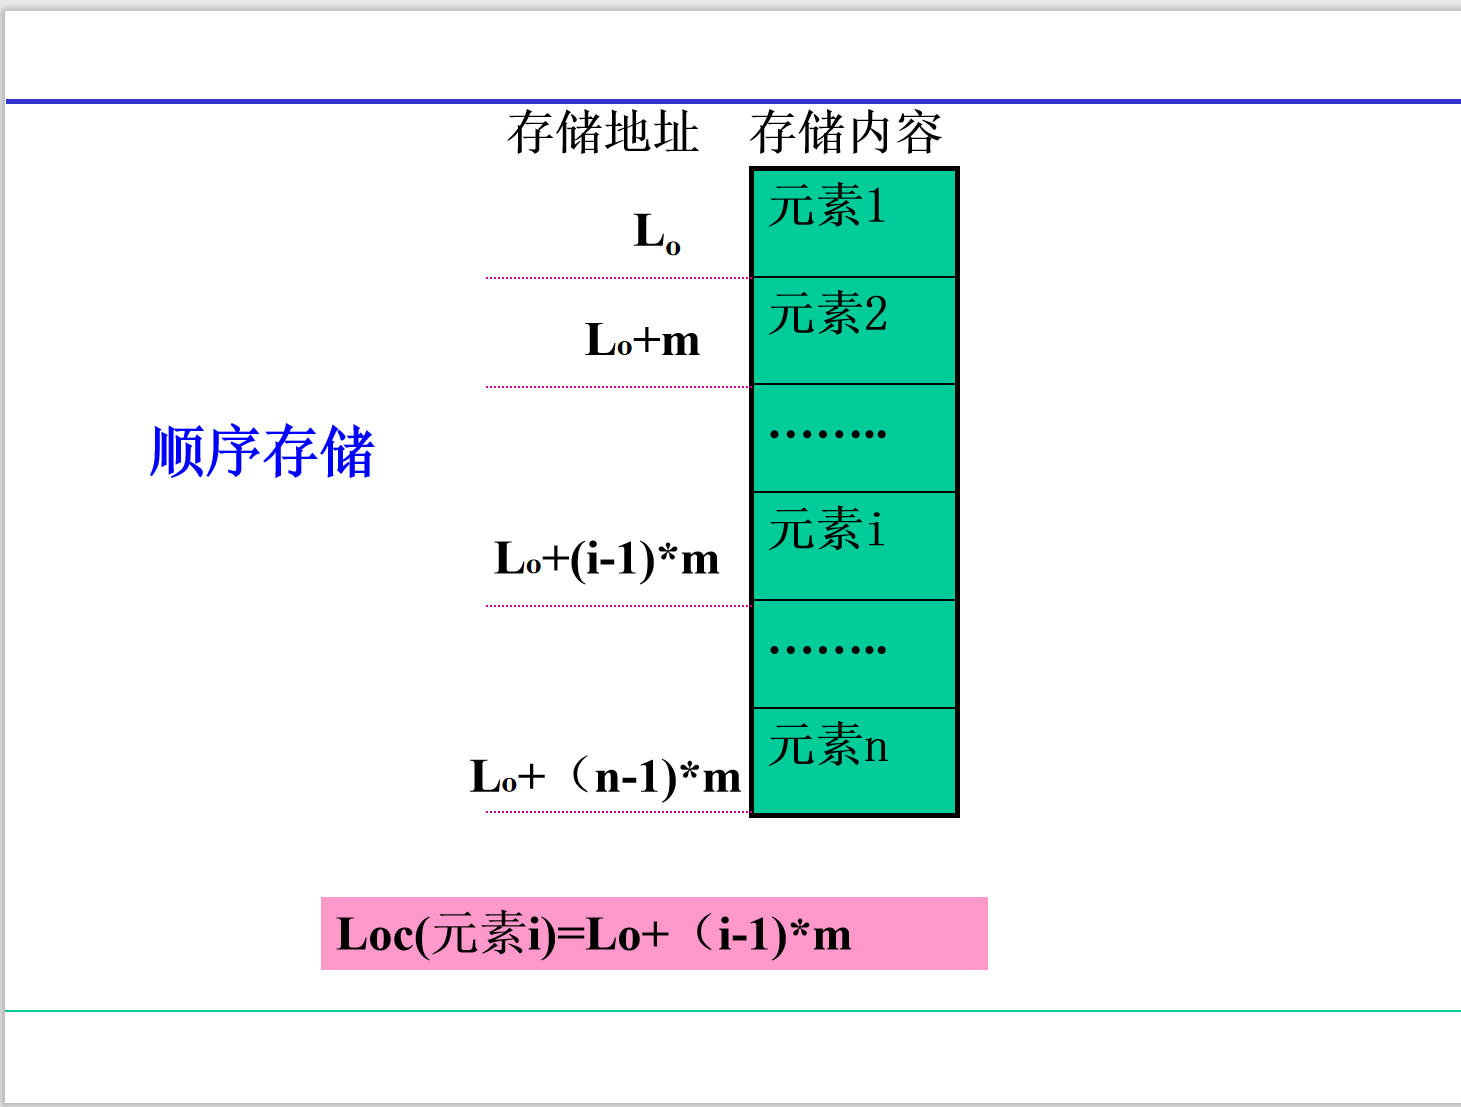 存储地址 存储内容
元素1
Lo
元素2
Lo+m
顺序存储
........
元素i
Lo+(i-1)*m
........
元素n
Lo+（n-1)*m
Loc(元素i)=Lo+（i-1)*m